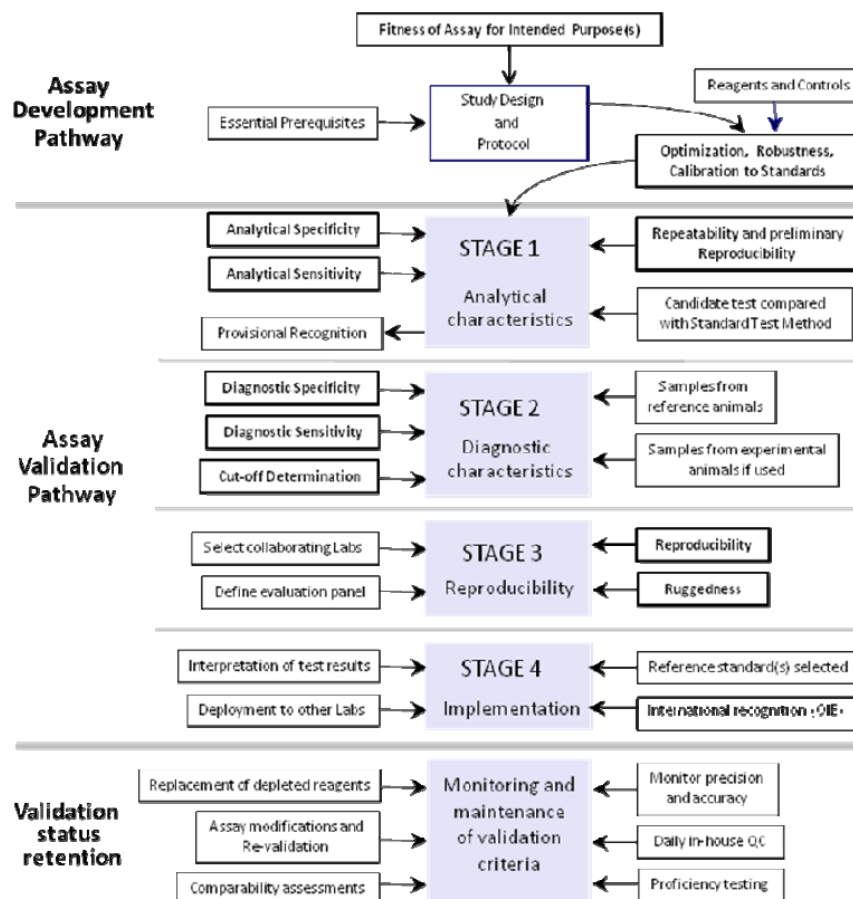 Fitness of Assay for Intended Purpose(s)
Assay
Development
Pathway
Essential Prerequisites
Study Design
and
Protocol
Reagents and Controls
Optimization, Robustness,
Calibration to Standards
Assay
Validation
Pathway
Analytical Specificity
Analytical Sensitivity
Provisional Recognition
STAGE 1
Analytical
characteristics
Repeatability and preliminary
Reproducibility
Candidate test compared
with Standard Test Method
Diagnostic Specificity
Diagnostic Sensitivity
Cut-off Determination
STAGE 2
Diagnostic
characteristics
Samples from
reference animals
Samples from experimental
animals if used
Select collaborating Labs
Define evaluation panel
STAGE 3
Reproducibility
Reproducibility
Ruggedness
Interpretation of test results
Deployment to other Labs
STAGE 4
Implementation
Reference standard(s) selected
International recognition (OIE)
Validation
status
retention
Replacement of depleted reagents
Assay modifications and
Re-validation
Comparability assessments
Monitoring and
maintenance
of validation
criteria
Monitor precision
and accuracy
Daily in-house QC
Proficiency testing